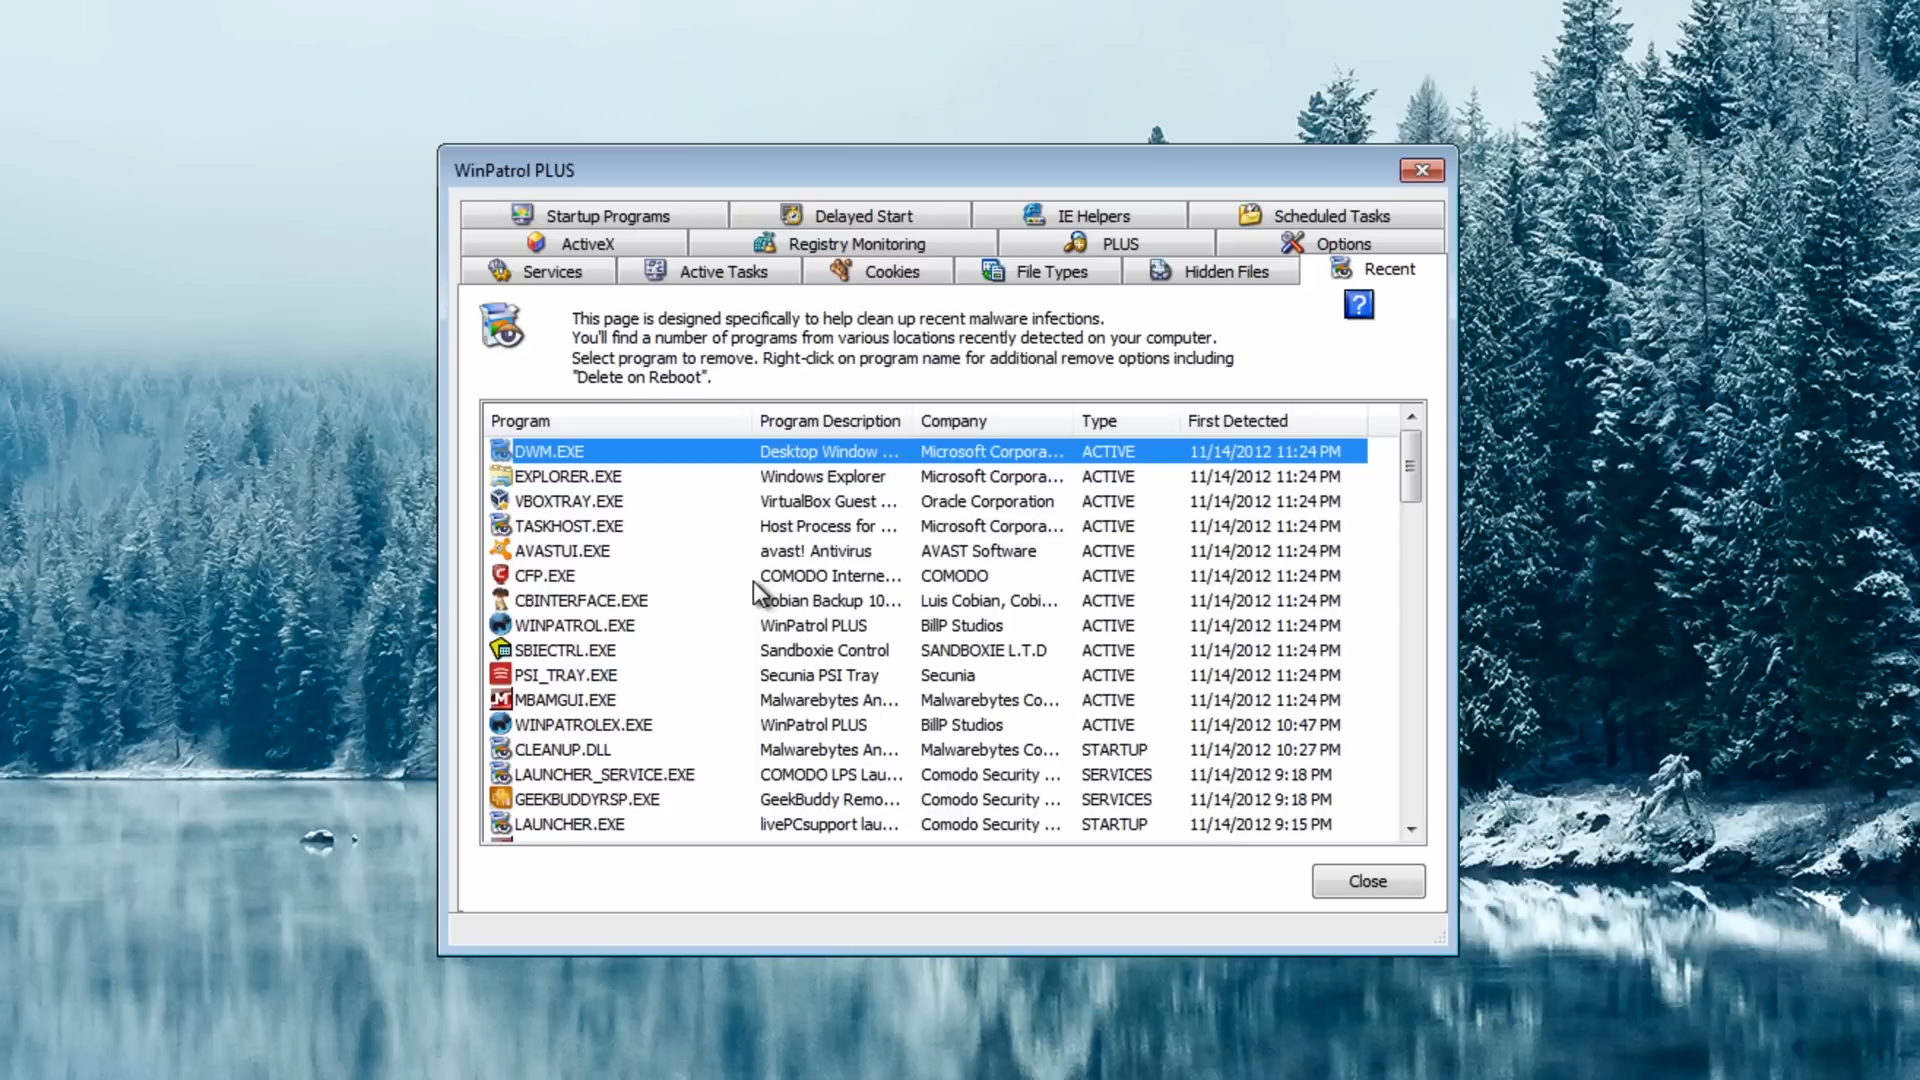 WinPatrol PLUS
Startup Programs Delayed Start IE Helpers Scheduled Tasks
ActiveX Registry Monitoring PLUS Options
Services Active Tasks Cookies File Types Hidden Files Recent
?
This page is designed specifically to help clean up recent malware infections.
You'll find a number of programs from various locations recently detected on your computer.
Select program to remove. Right-click on program name for additional remove options including
"Delete on Reboot".
Program Program Description Company Type First Detected
DWM.EXE Desktop Window ... Microsoft Corpora... ACTIVE 11/14/2012 11:24 PM
EXPLORER.EXE Windows Explorer Microsoft Corpora... ACTIVE 11/14/2012 11:24 PM
VBOXTRAY.EXE VirtualBox Guest ... Oracle Corporation ACTIVE 11/14/2012 11:24 PM
TASKHOST.EXE Host Process for ... Microsoft Corpora... ACTIVE 11/14/2012 11:24 PM
AVASTUI.EXE avast! Antivirus AVAST Software ACTIVE 11/14/2012 11:24 PM
CFP.EXE COMODO Interne... COMODO ACTIVE 11/14/2012 11:24 PM
CBINTERFACE.EXE Cobian Backup 10... Luis Cobian, Cobi... ACTIVE 11/14/2012 11:24 PM
WINPATROL.EXE WinPatrol PLUS BillP Studios ACTIVE 11/14/2012 11:24 PM
SBIECTRL.EXE Sandboxie Control SANDBOXIE L.T.D ACTIVE 11/14/2012 11:24 PM
PSI_TRAY.EXE Secunia PSI Tray Secunia ACTIVE 11/14/2012 11:24 PM
MBAMGUI.EXE Malwarebytes An... Malwarebytes Co... ACTIVE 11/14/2012 11:24 PM
WINPATROLEX.EXE WinPatrol PLUS BillP Studios ACTIVE 11/14/2012 10:47 PM
CLEANUP.DLL Malwarebytes An... Malwarebytes Co... STARTUP 11/14/2012 10:27 PM
LAUNCHER_SERVICE.EXE COMODO LPS Lau... Comodo Security ... SERVICES 11/14/2012 9:18 PM
GEEKBUDDYRSP.EXE GeekBuddy Remo... Comodo Security ... SERVICES 11/14/2012 9:18 PM
LAUNCHER.EXE livePCsupport lau... Comodo Security ... STARTUP 11/14/2012 9:15 PM
Close